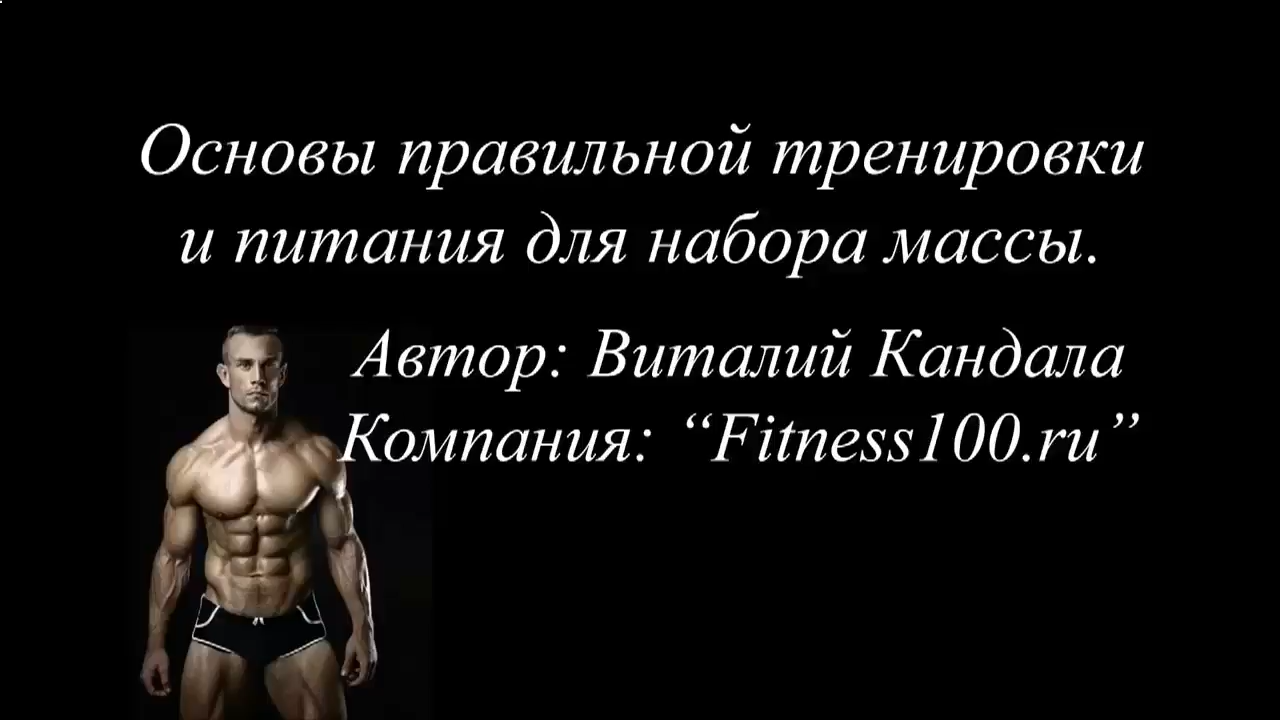 Основы правильной тренировки
и питания для набора массы.
Автор: Виталий Кандала
Компания: “Fitness100.ru”